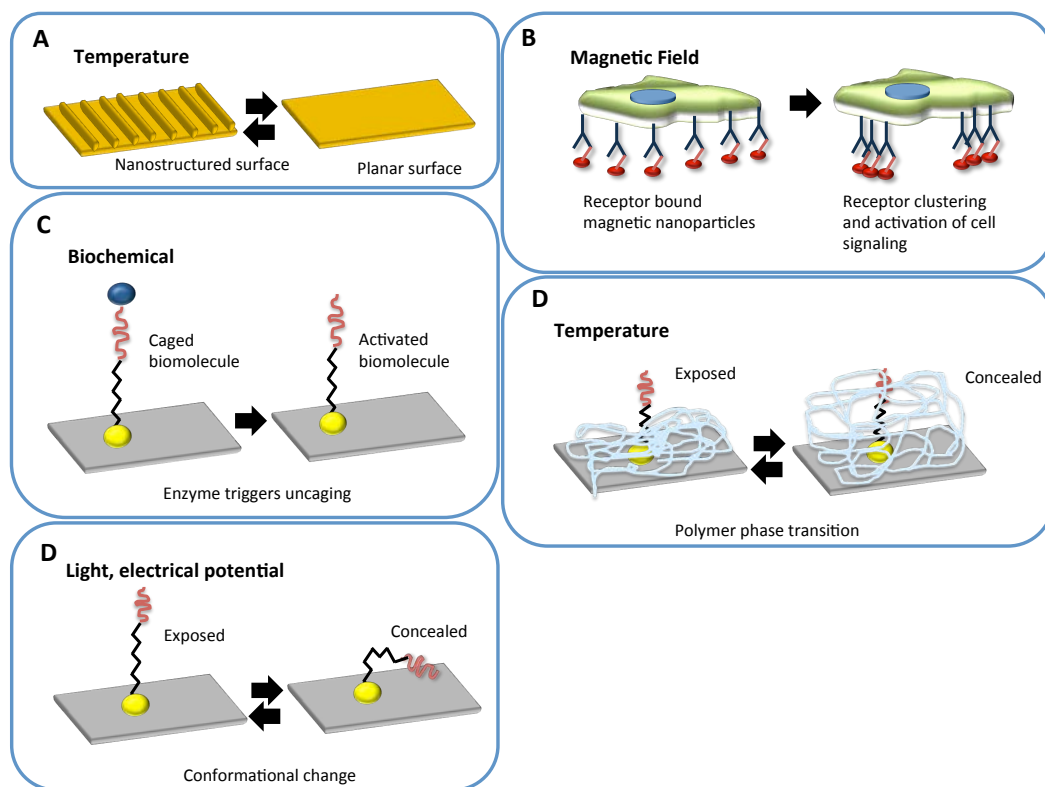 A
Temperature
Nanostructured surface
Planar surface
B
Magnetic Field
Receptor bound
magnetic nanoparticles
Receptor clustering
and activation of cell
signaling
C
Biochemical
Caged
biomolecule
Activated
biomolecule
Enzyme triggers uncaging
D
Temperature
Exposed
Concealed
Polymer phase transition
D
Light, electrical potential
Exposed
Concealed
Conformational change